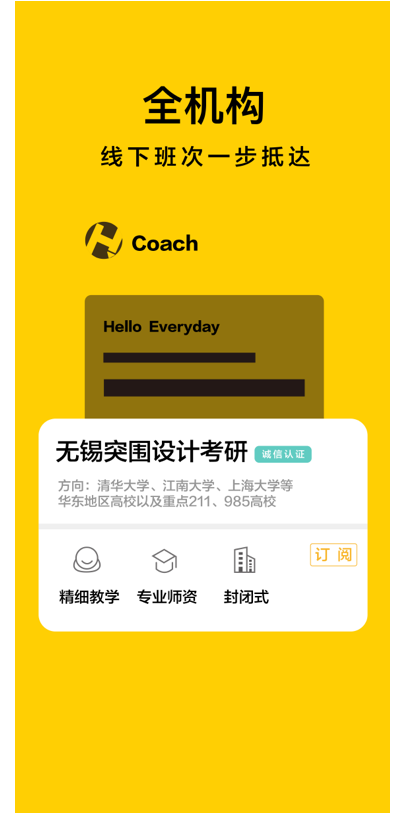 全机构
线下班次一步抵达
Coach
Hello Everyday
无锡突围设计考研 诚信认证
方向：清华大学、江南大学、上海大学等
华东地区高校以及重点211、985高校
订 阅
精细教学 专业师资 封闭式